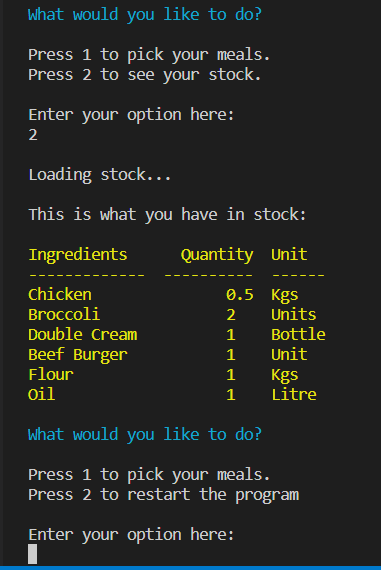 What would you like to do?
Press 1 to pick your meals.
Press 2 to see your stock.
Enter your option here:
2
Loading stock...
This is what you have in stock:
Ingredients Quantity Unit
------------- ---------- ------
Chicken 0.5 Kgs
Broccoli 2 Units
Double Cream 1 Bottle
Beef Burger 1 Unit
Flour 1 Kgs
Oil 1 Litre
What would you like to do?
Press 1 to pick your meals.
Press 2 to restart the program
Enter your option here: